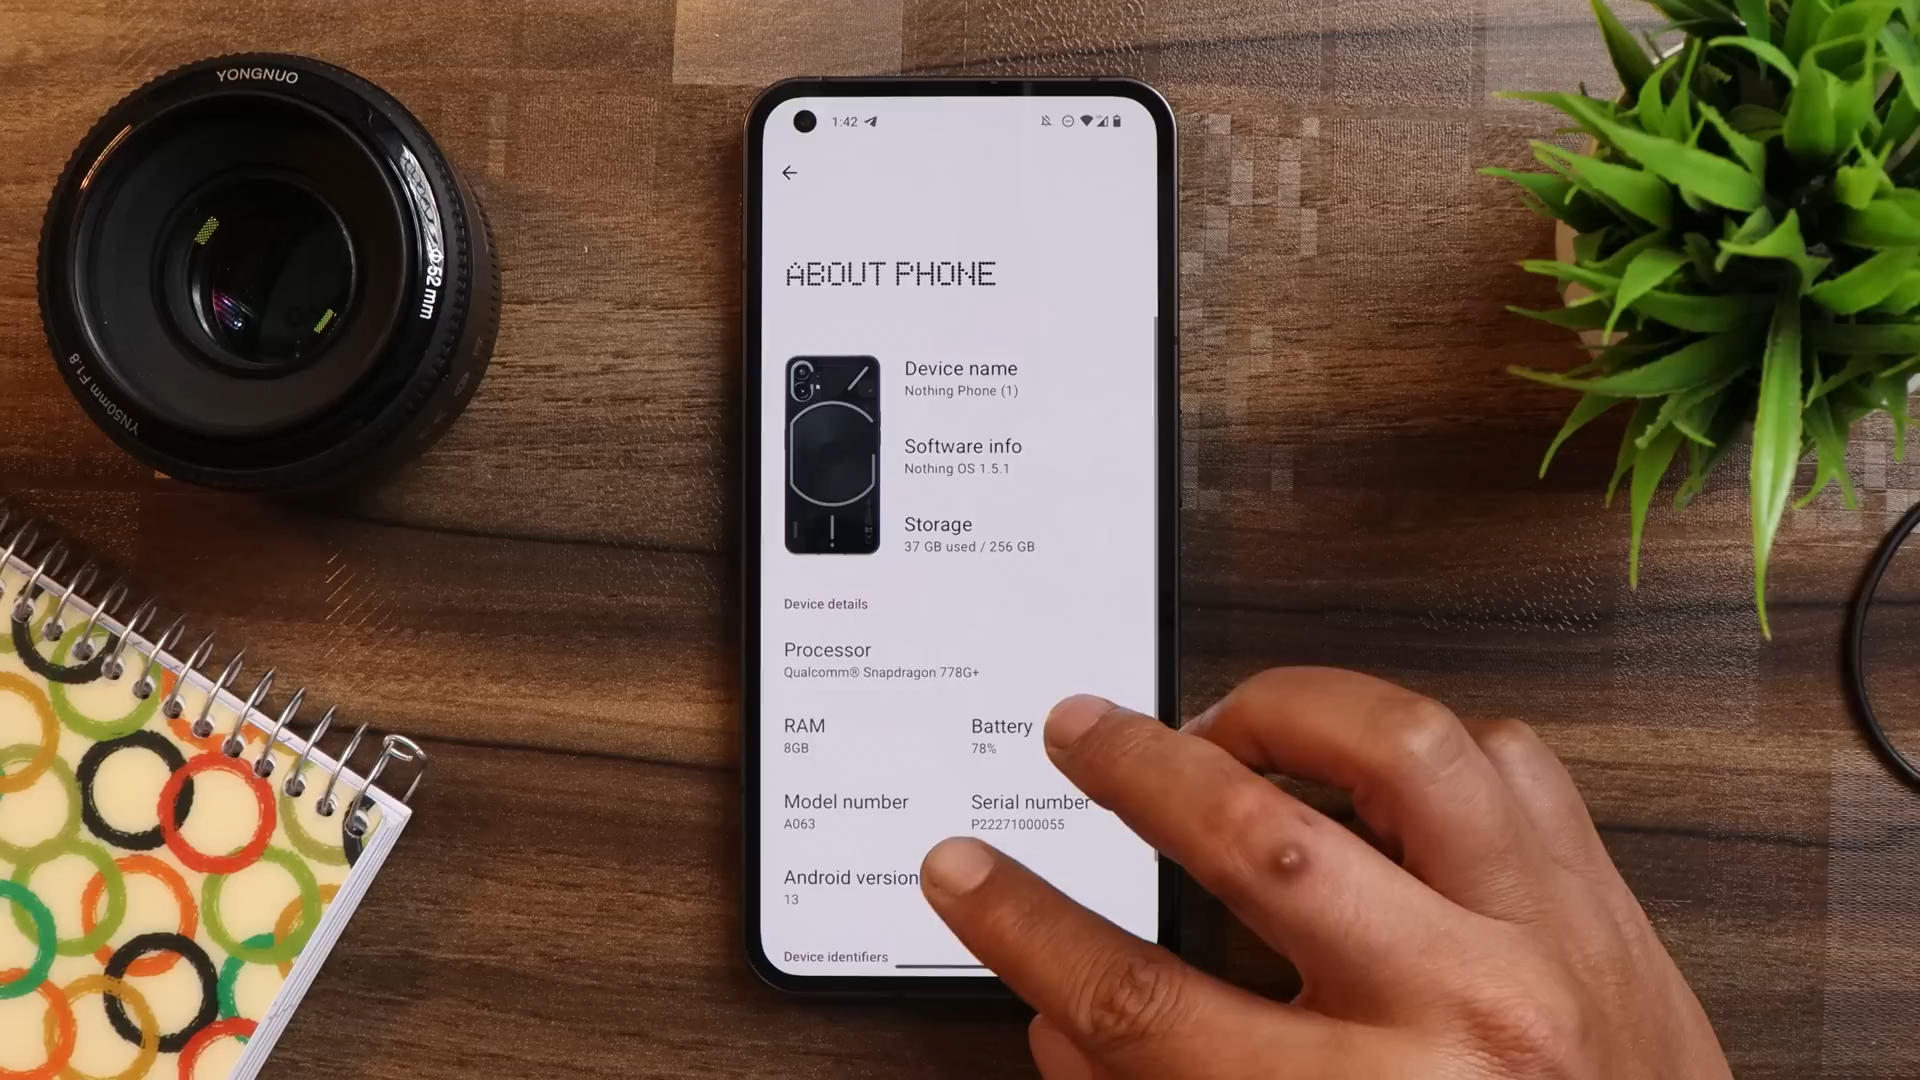 YONGNUO
Φ52mm
YN50mm F1.8
1:42
ABOUT PHONE
Device name
Nothing Phone (1)
Software info
Nothing OS 1.5.1
Storage
37 GB used / 256 GB
Device details
Processor
Qualcomm® Snapdragon 778G+
RAM
8GB
Battery
78%
Model number
A063
Serial number
P22271000055
Android version
13
Device identifiers